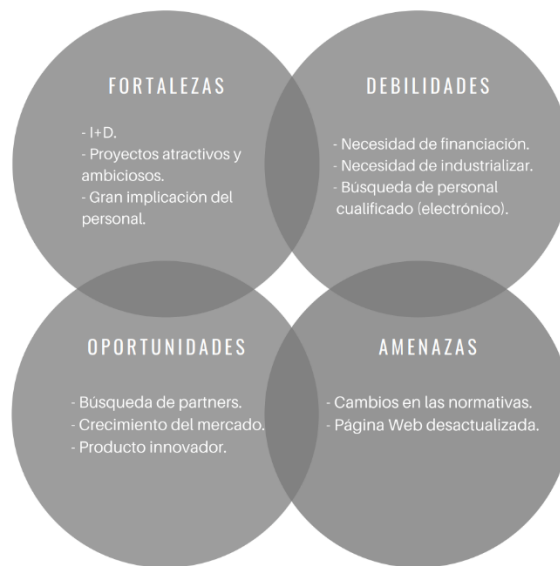 FORTALEZAS
- I+D.
- Proyectos atractivos y
ambiciosos.
- Gran implicación del
personal.
DEBILIDADES
- Necesidad de financiación.
- Necesidad de industrializar.
- Búsqueda de personal
cualificado (electrónico).
OPORTUNIDADES
- Búsqueda de partners.
- Crecimiento del mercado.
- Producto innovador.
AMENAZAS
- Cambios en las normativas.
- Página Web desactualizada.